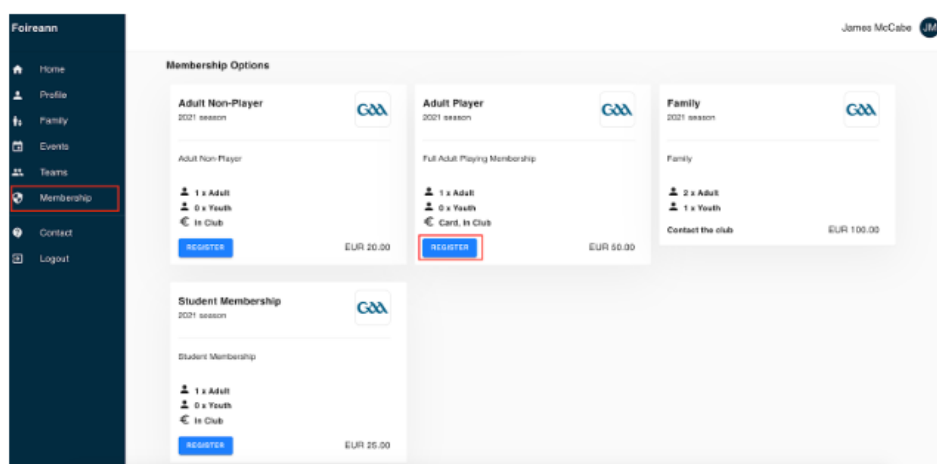 Foireann
James McCabe JM
Home
Profile
Family
Events
Teams
Membership
Contact
Logout
Membership Options
Adult Non-Player
2021 season
GAA
Adult Non-Player
1 x Adult
0 x Youth
€ In Club
REGISTER
EUR 20.00
Adult Player
2021 season
GAA
Full Adult Playing Membership
1 x Adult
0 x Youth
€ Card, In Club
REGISTER
EUR 50.00
Family
2021 season
GAA
Family
2 x Adult
1 x Youth
Contact the club
EUR 100.00
Student Membership
2021 season
GAA
Student Membership
1 x Adult
0 x Youth
€ In Club
REGISTER
EUR 25.00